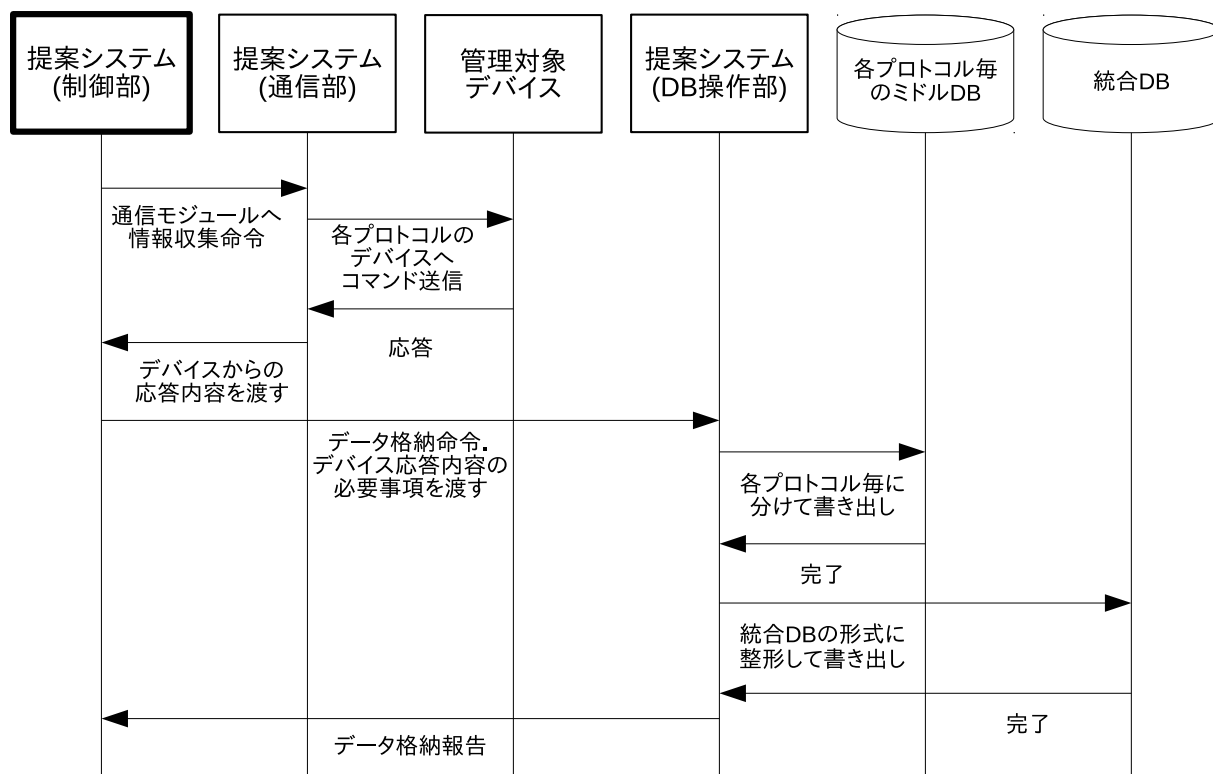 提案システム
(制御部)
提案システム
(通信部)
管理対象
デバイス
提案システム
(DB操作部)
各プロトコル毎
のミドルDB
統合DB
通信モジュールへ
情報収集命令
各プロトコルの
デバイスへ
コマンド送信
応答
デバイスからの
応答内容を渡す
データ格納命令．
デバイス応答内容の
必要事項を渡す
各プロトコル毎に
分けて書き出し
完了
統合DBの形式に
整形して書き出し
完了
データ格納報告